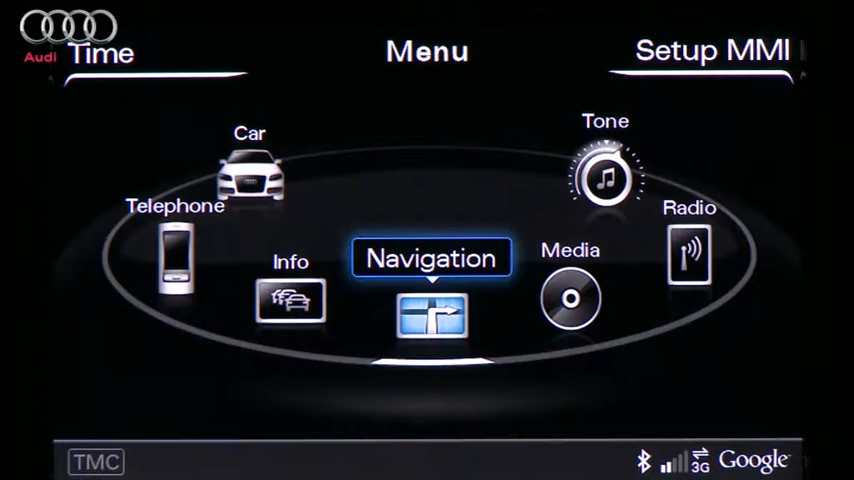 Audi
Time
Menu
Setup MMI
Car
Tone
Telephone
Radio
Info
Navigation
Media
TMC
3G
Google